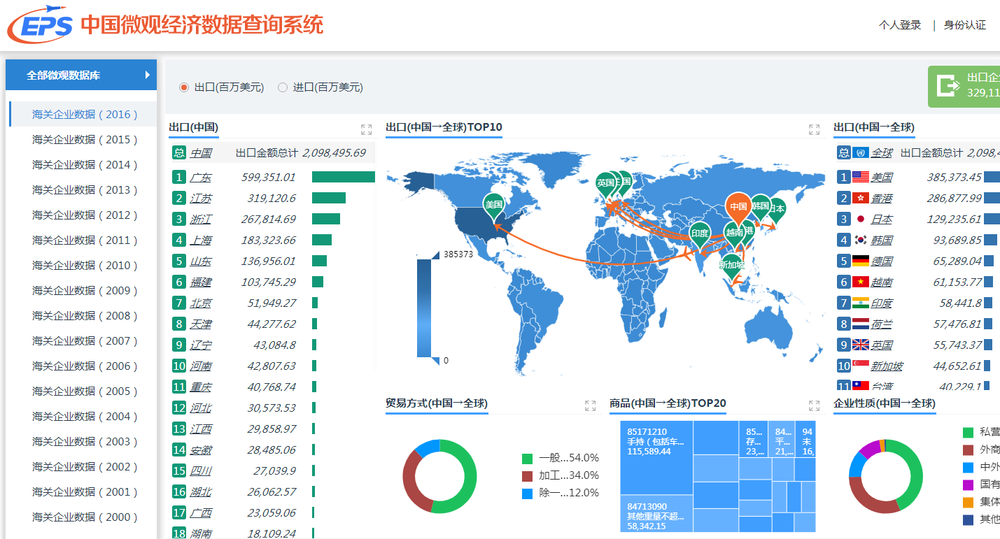 EPS 中国微观经济数据查询系统
个人登录 | 身份认证
全部微观数据库
海关企业数据（2016）
海关企业数据（2015）
海关企业数据（2014）
海关企业数据（2013）
海关企业数据（2012）
海关企业数据（2011）
海关企业数据（2010）
海关企业数据（2009）
海关企业数据（2008）
海关企业数据（2007）
海关企业数据（2006）
海关企业数据（2005）
海关企业数据（2004）
海关企业数据（2003）
海关企业数据（2002）
海关企业数据（2001）
海关企业数据（2000）
出口(百万美元) 进口(百万美元)
出口企
329,11
出口(中国)
总 中国 出口金额总计 2,098,495.69
1 广东 599,351.01
2 江苏 319,120.6
3 浙江 267,814.69
4 上海 183,323.66
5 山东 136,956.01
6 福建 103,745.29
7 北京 51,949.27
8 天津 44,277.62
9 辽宁 43,084.8
10 河南 42,807.63
11 重庆 40,768.74
12 河北 30,573.53
13 江西 29,858.97
14 安徽 28,485.06
15 四川 27,039.9
16 湖北 26,062.57
17 广西 23,059.06
18 湖南 18,109.24
出口(中国→全球)TOP10
英国
国
美国
中国
韩国
日本
印度
越南
港
新加坡
385373
0
出口(中国→全球)
总 全球 出口金额总计 2,098,4
1 美国 385,373.45
2 香港 286,877.99
3 日本 129,235.61
4 韩国 93,689.85
5 德国 65,289.04
6 越南 61,153.77
7 印度 58,441.8
8 荷兰 57,476.81
9 英国 55,743.37
10 新加坡 44,652.61
11 台湾 40,229.1
贸易方式(中国→全球)
一般...54.0%
加工...34.0%
除一...12.0%
商品(中国→全球)TOP20
85171210
手持（包括车...
115,589.44
84713090
其他重量不超...
58,342.15
85...
存...
23,...
84...
平...
21,...
94
未
16,
企业性质(中国→全球)
私营
外商
中外
国有
集体
其他